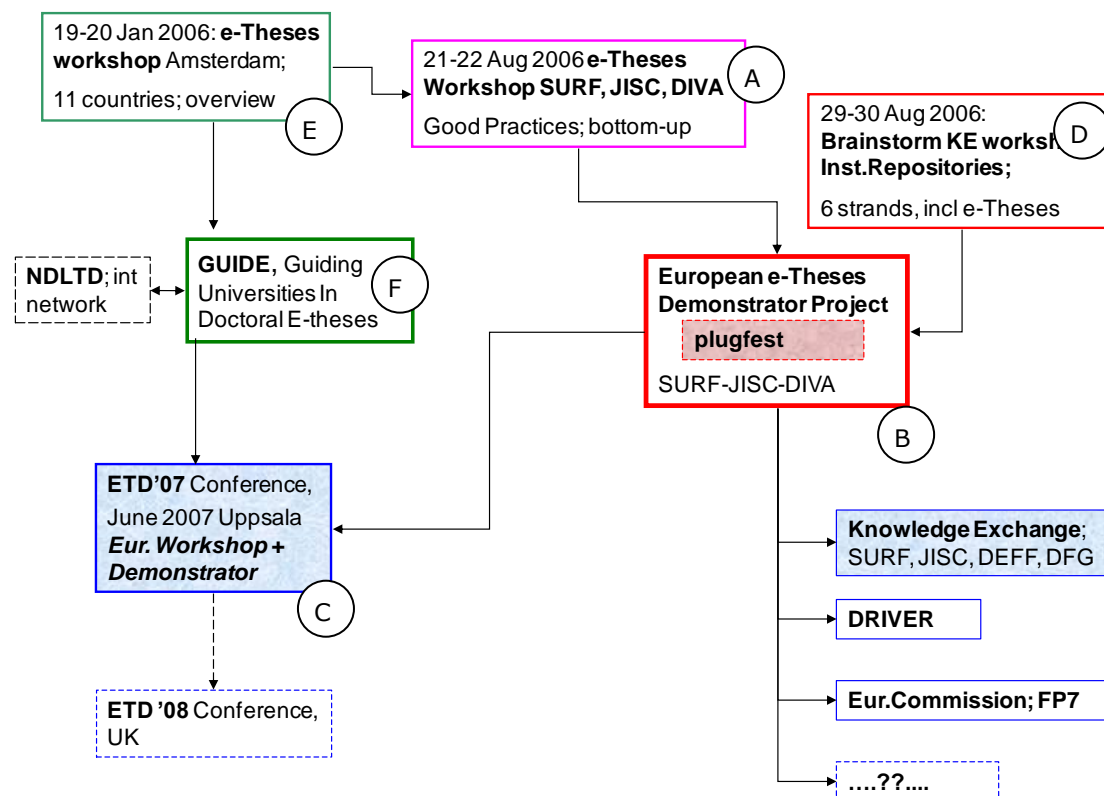 19-20 Jan 2006: e-Theses
workshop Amsterdam;
11 countries; overview
E
21-22 Aug 2006 e-Theses
Workshop SURF, JISC, DIVA
Good Practices; bottom-up
A
29-30 Aug 2006:
Brainstorm KE worksh
Inst.Repositories;
6 strands, incl e-Theses
D
NDLTD; int
network
GUIDE, Guiding
Universities In
Doctoral E-theses
F
European e-Theses
Demonstrator Project
plugfest
SURF-JISC-DIVA
B
ETD'07 Conference,
June 2007 Uppsala
Eur. Workshop +
Demonstrator
C
Knowledge Exchange;
SURF, JISC, DEFF, DFG
DRIVER
Eur.Commission; FP7
....??....
ETD '08 Conference,
UK